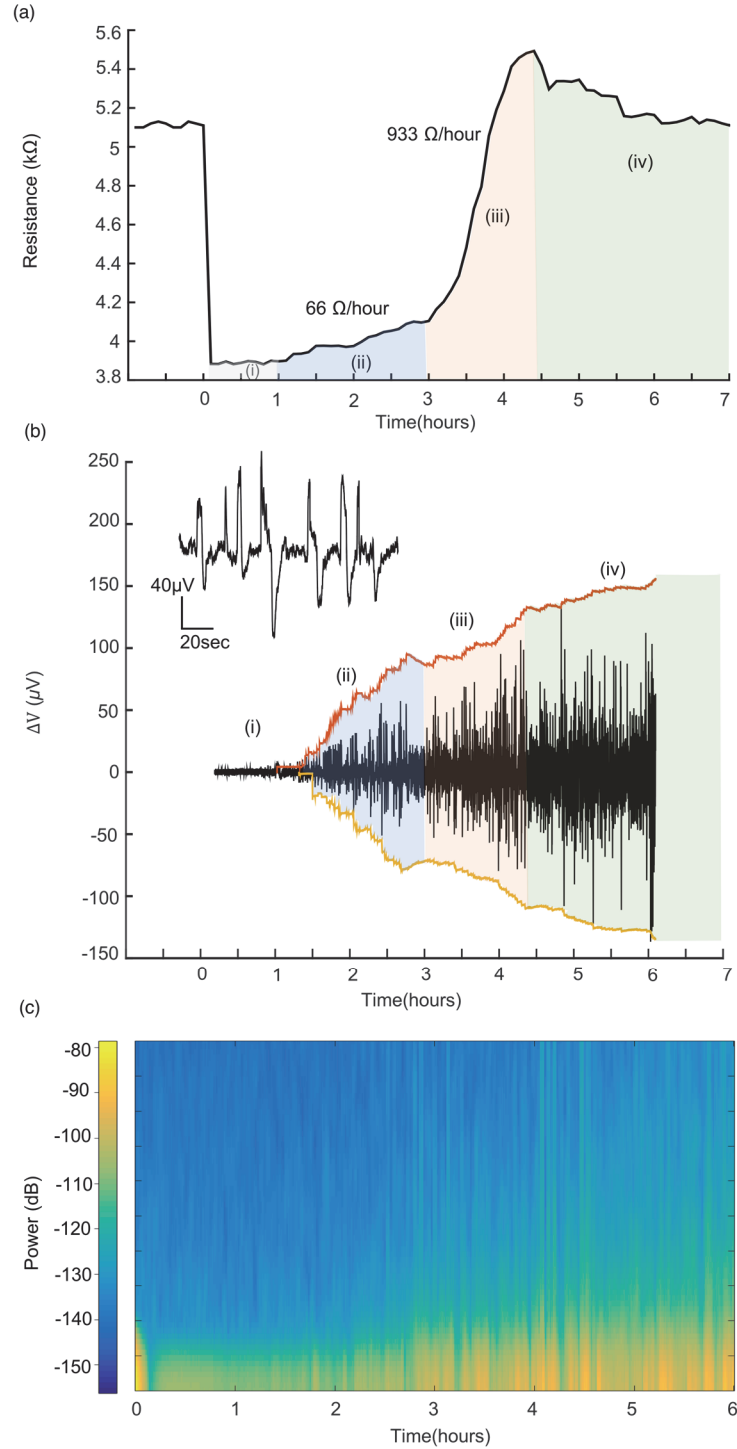 (a)
5.6
5.4
5.2
5
4.8
4.6
4.4
4.2
4
3.8
Resistance (kΩ)
933 Ω/hour
66 Ω/hour
(i)
(ii)
(iii)
(iv)
0 1 2 3 4 5 6 7
Time(hours)
(b)
250
200
150
100
50
0
-50
-100
-150
ΔV (µV)
40µV
20sec
(i)
(ii)
(iii)
(iv)
0 1 2 3 4 5 6 7
Time(hours)
(c)
-80
-90
-100
-110
-120
-130
-140
-150
Power (dB)
0 1 2 3 4 5 6
Time(hours)